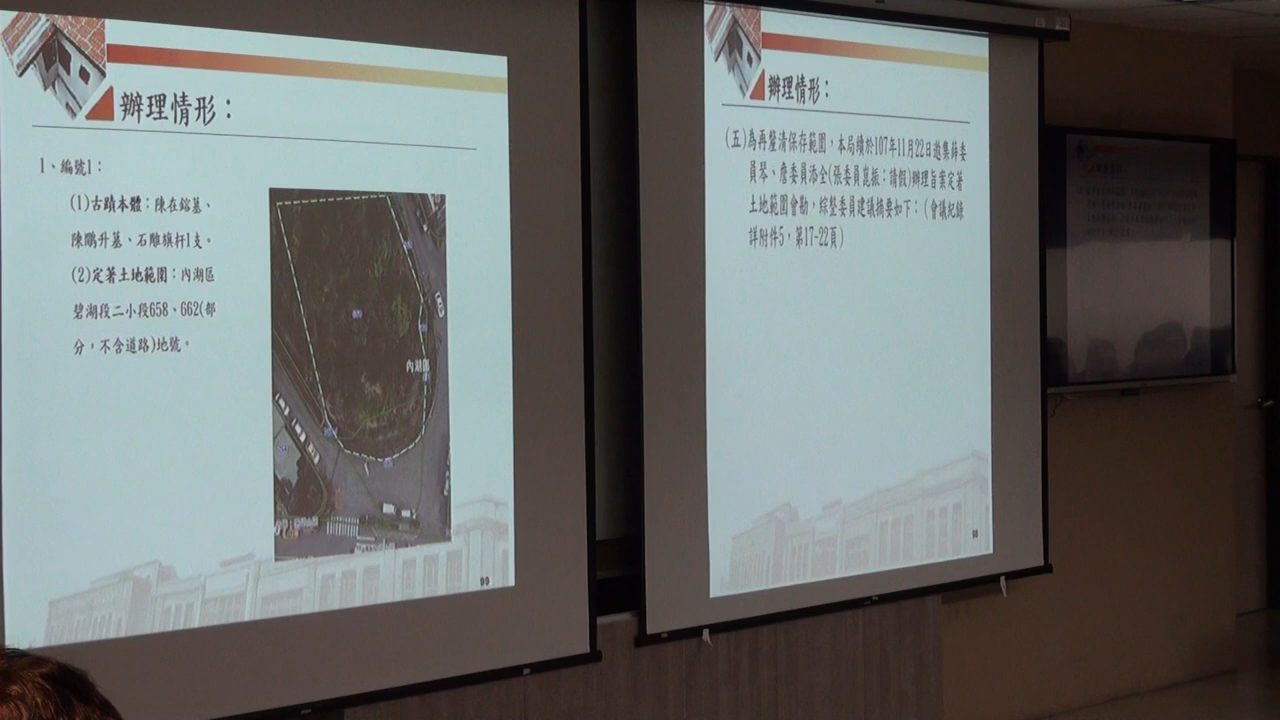 辦理情形：
1、編號1：
(1)古蹟本體：陳在鎔墓、
陳鵬升墓、石雕旗杆1支。
(2)定著土地範圍：內湖區
碧湖段二小段658、662(部
分，不含道路)地號。
內湖區
99
辦理情形：
(五)為再釐清保存範圍，本局續於107年11月22日邀集薛委
員琴、詹委員添全(張委員崑振：請假)辦理旨案定著
土地範圍會勘，綜整委員建議摘要如下：(會議紀錄
詳附件5，第17-22頁)